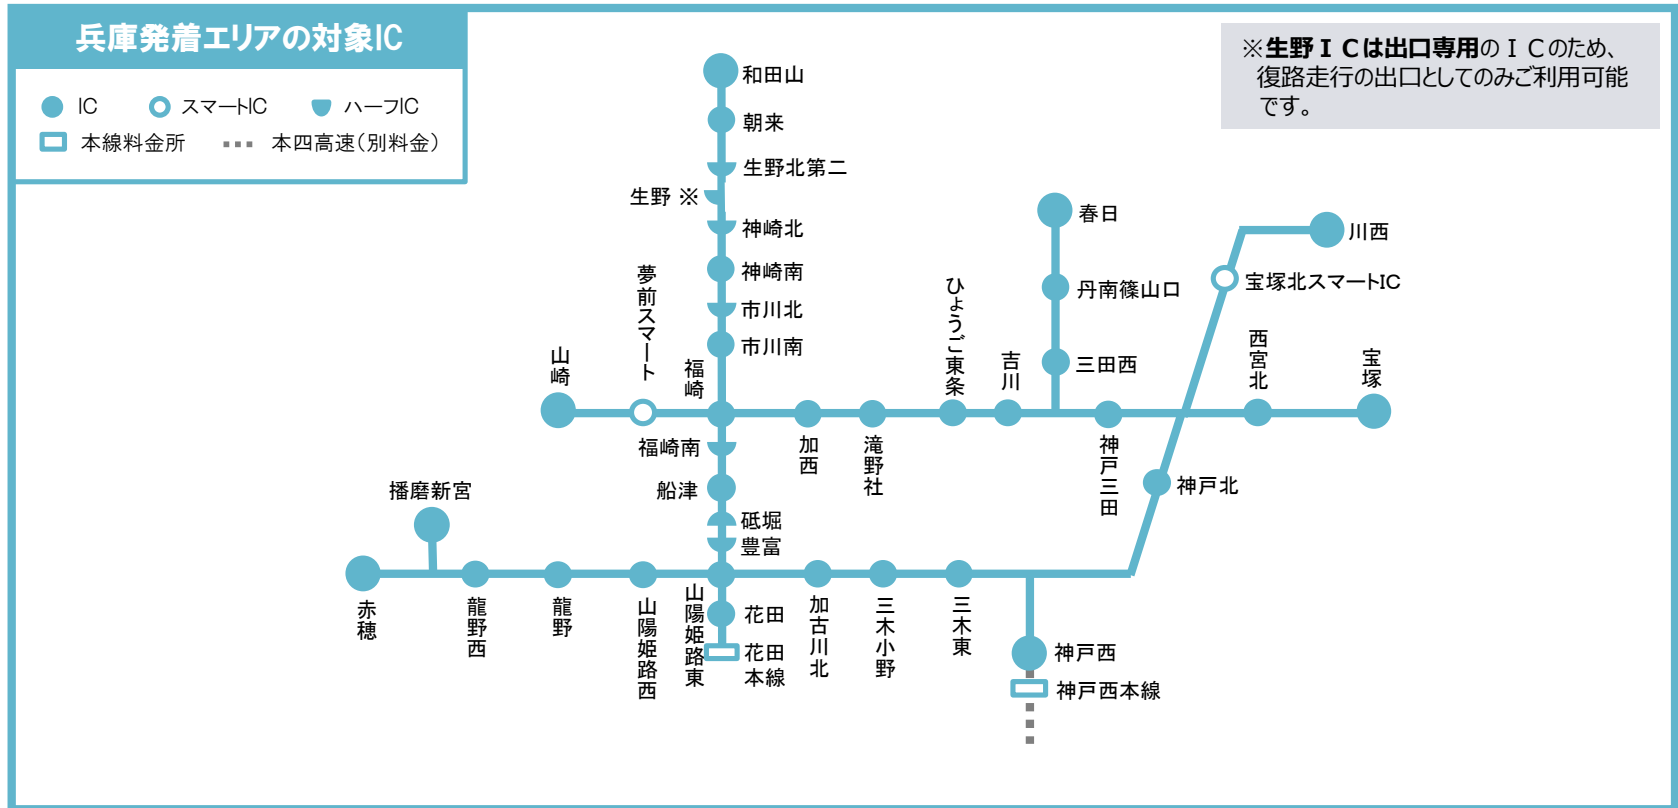 兵庫発着エリアの対象IC
IC
スマートIC
ハーフIC
本線料金所
本四高速(別料金)
※生野ICは出口専用のICのため、
復路走行の出口としてのみご利用可能
です。
和田山
朝来
生野北第二
生野 ※
神崎北
神崎南
市川北
市川南
春日
丹南篠山口
三田西
川西
宝塚北スマートIC
山崎
夢前スマート
福崎
加西
滝野社
ひょうご東条
吉川
神戸三田
西宮北
宝塚
福崎南
船津
砥堀
豊富
神戸北
播磨新宮
赤穂
龍野西
龍野
山陽姫路西
山陽姫路東
花田
花田
本線
加古川北
三木小野
三木東
神戸西
神戸西本線